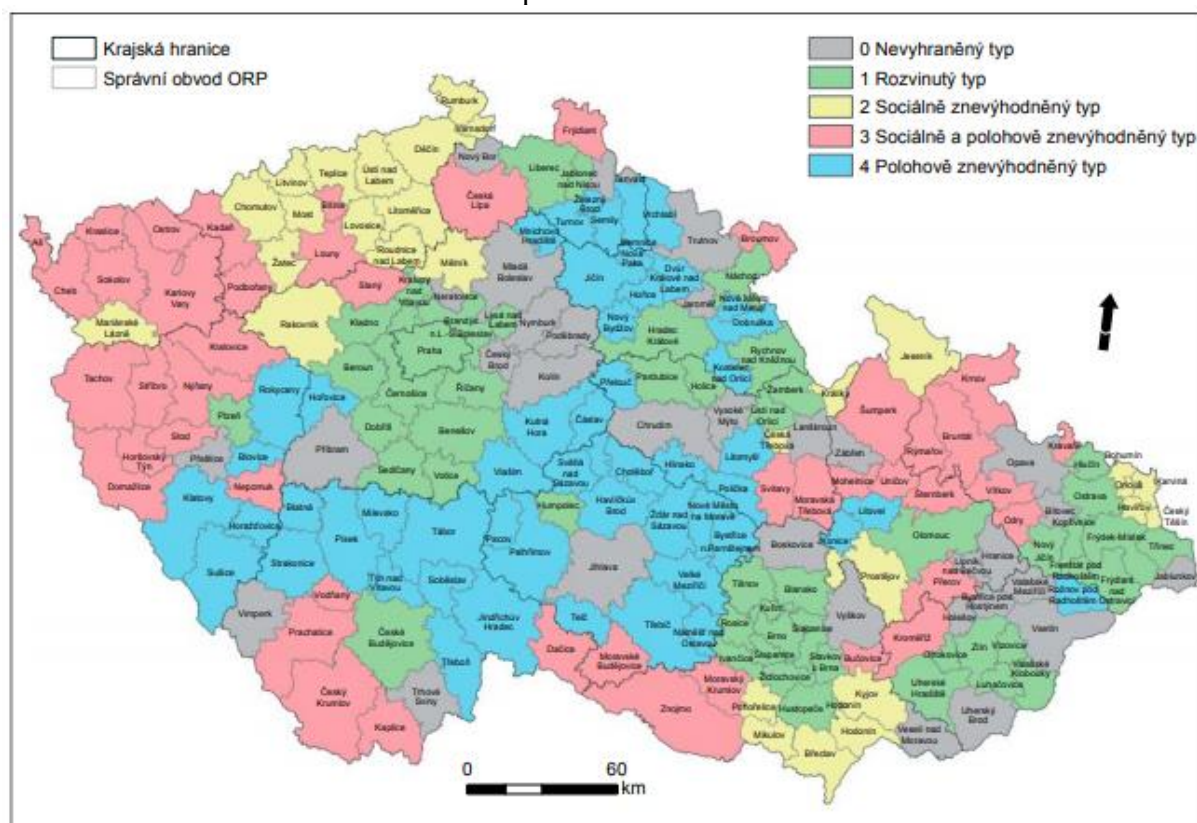 Krajská hranice
Správní obvod ORP
0 Nevyhraněný typ
1 Rozvinutý typ
2 Sociálně znevýhodněný typ
3 Sociálně a polohově znevýhodněný typ
4 Polohově znevýhodněný typ
Rumburk
Varnsdorf
Děčín
Frýdlant
Nový Bor
Liberec
Jablonec
nad Nisou
Tanvald
Teplice
Ústí nad
Labem
Litvínov
Chomutov
Most
Bílina
Litoměřice
Lovosice
Česká
Lípa
Železný
Brod
Semily
Turnov
Vrchlabí
Mnichovo
Hradiště
Trutnov
Broumov
Kraslice
Ostrov
Kadaň
Aš
Sokolov
Cheb
Karlovy
Vary
Podbořany
Žatec
Louny
Roudnice
nad Labem
Mělník
Slaný
Kralupy
nad
Vltavou
Neratovice
Mladá
Boleslav
Jičín
Nová
Paka
Hořice
Dvůr
Králové nad
Labem
Náchod
Jaroměř
Nové Město
nad Metují
Dobruška
Mariánské
Lázně
Rakovník
Kladno
Praha
Lysá nad
Labem
Nymburk
Poděbrady
Nový
Bydžov
Hradec
Králové
Rychnov
nad Kněžnou
Kostelec
nad Orlicí
Český
Brod
Kolín
Beroun
Říčany
Černošice
Přelouč
Pardubice
Holice
Žamberk
Jeseník
Králíky
Krnov
Tachov
Kralovice
Stříbro
Nýřany
Plzeň
Rokycany
Hořovice
Dobříš
Benešov
Kutná
Hora
Čáslav
Chrudim
Vysoké
Mýto
Ústí nad
Orlicí
Česká
Třebová
Lanškroun
Šumperk
Bruntál
Rýmařov
Stod
Horšovský
Týn
Přeštice
Blovice
Příbram
Sedlčany
Votice
Vlašim
Světlá
nad
Sázavou
Chotěboř
Hlinsko
Litomyšl
Zábřeh
Mohelnice
Uničov
Šternberk
Opava
Kravaře
Hlučín
Bohumín
Orlová
Karviná
Havířov
Český
Těšín
Domažlice
Nepomuk
Klatovy
Horažďovice
Blatná
Milevsko
Písek
Tábor
Humpolec
Havlíčkův
Brod
Žďár nad
Sázavou
Nové Město
na Moravě
Polička
Svitavy
Moravská
Třebová
Litovel
Konice
Vítkov
Odry
Bílovec
Ostrava
Kopřivnice
Nový
Jičín
Frýdek-Místek
Třinec
Frenštát pod
Radhoštěm
Frýdlant
nad
Ostravicí
Jablunkov
Sušice
Strakonice
Týn nad
Vltavou
Soběslav
Pacov
Pelhřimov
Jihlava
Bystřice
n.Pernštejnem
Boskovice
Olomouc
Prostějov
Přerov
Lipník
nad Bečvou
Hranice
Valašské
Meziříčí
Rožnov pod
Radhoštěm
Bystřice pod
Hostýnem
Holešov
Vsetín
Vimperk
Vodňany
Prachatice
České
Budějovice
Jindřichův
Hradec
Třeboň
Telč
Třebíč
Velké
Meziříčí
Náměšť nad
Oslavou
Tišnov
Blansko
Kuřim
Rosice
Brno
Šlapanice
Vyškov
Slavkov
u Brna
Bučovice
Kroměříž
Otrokovice
Zlín
Vizovice
Valašské
Klobouky
Luhačovice
Uherské
Hradiště
Uherský
Brod
Český
Krumlov
Kaplice
Trhové
Sviny
Dačice
Moravské
Budějovice
Moravský
Krumlov
Znojmo
Ivančice
Židlochovice
Pohořelice
Hustopeče
Mikulov
Břeclav
Hodonín
Kyjov
Veselí nad
Moravou
0
60
km